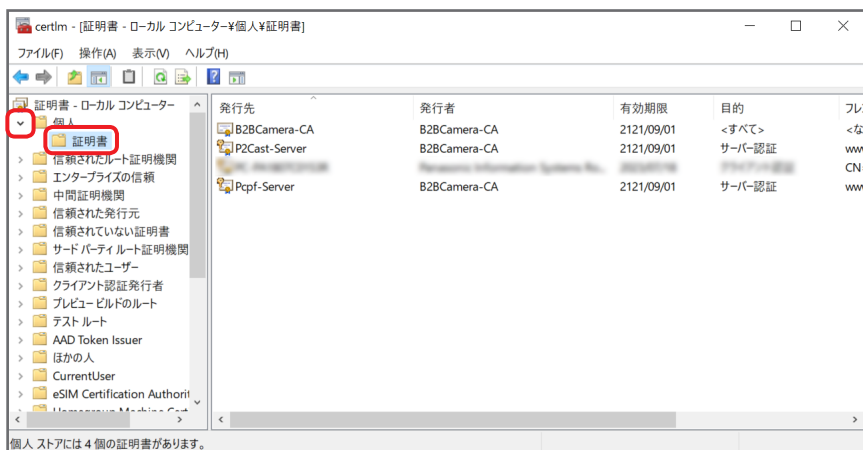 certlm - [証明書 - ローカル コンピューター¥個人¥証明書]
ファイル(F) 操作(A) 表示(V) ヘルプ(H)
証明書 - ローカル コンピューター
個人
証明書
信頼されたルート証明機関
エンタープライズの信頼
中間証明機関
信頼された発行元
信頼されていない証明書
サード パーティ ルート証明機関
信頼されたユーザー
クライアント認証発行者
プレビュー ビルドのルート
テスト ルート
AAD Token Issuer
ほかの人
CurrentUser
eSIM Certification Authorit
発行先 発行者 有効期限 目的 フレ
B2BCamera-CA B2BCamera-CA 2121/09/01 <すべて> <な
P2Cast-Server B2BCamera-CA 2121/09/01 サーバー認証 www
CN
Pcpf-Server B2BCamera-CA 2121/09/01 サーバー認証 www
個人 ストアには 4 個の証明書があります。